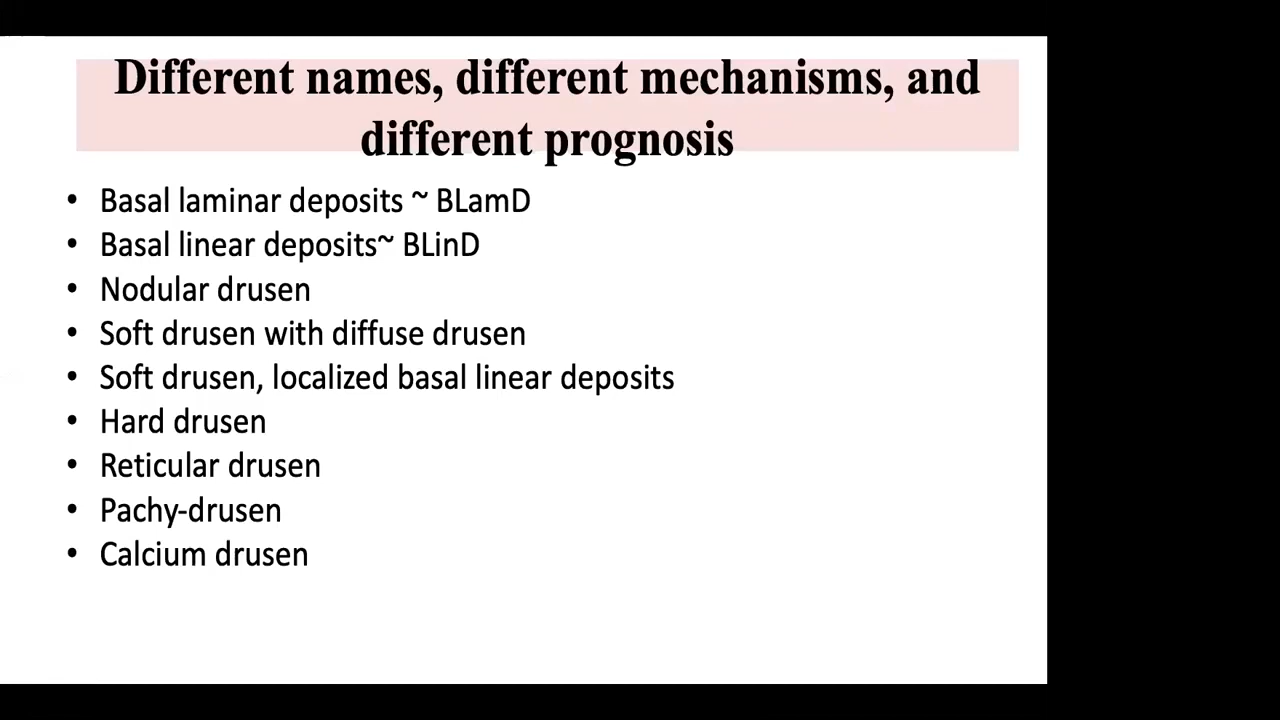 Different names, different mechanisms, and
different prognosis
• Basal laminar deposits ~ BLamD
• Basal linear deposits~ BLinD
• Nodular drusen
• Soft drusen with diffuse drusen
• Soft drusen, localized basal linear deposits
• Hard drusen
• Reticular drusen
• Pachy-drusen
• Calcium drusen